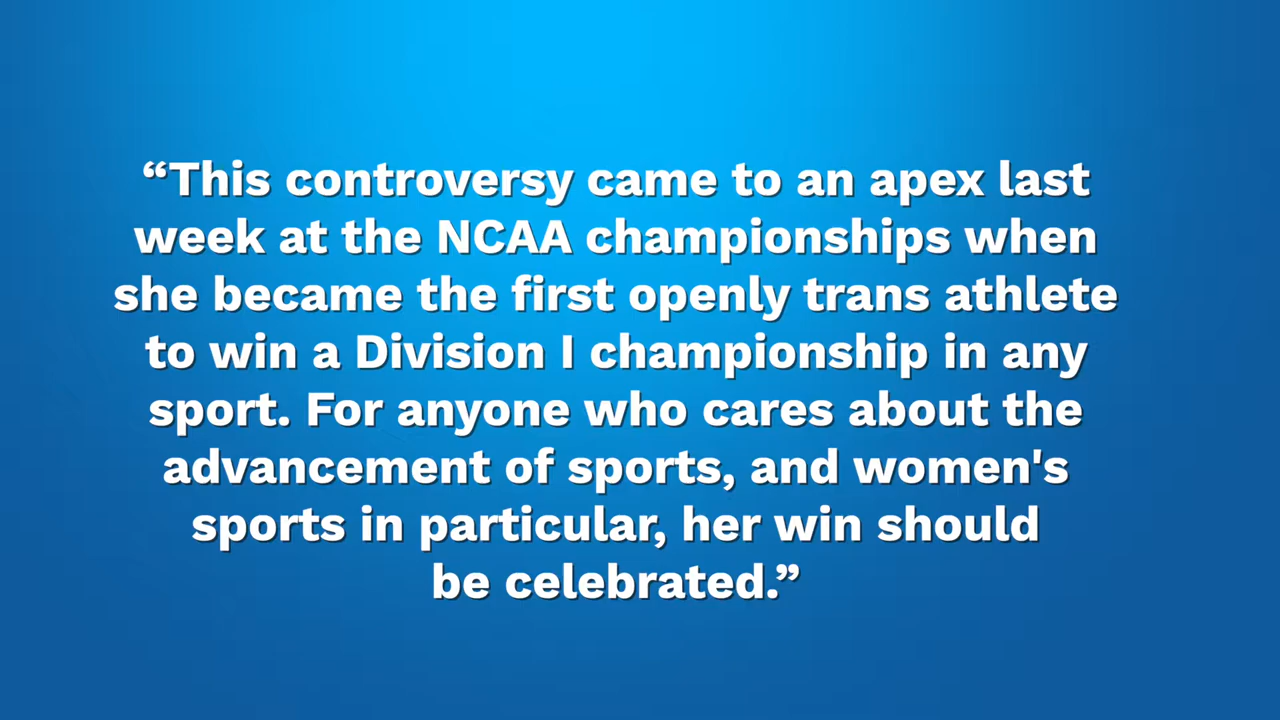 “This controversy came to an apex last
week at the NCAA championships when
she became the first openly trans athlete
to win a Division I championship in any
sport. For anyone who cares about the
advancement of sports, and women's
sports in particular, her win should
be celebrated.”